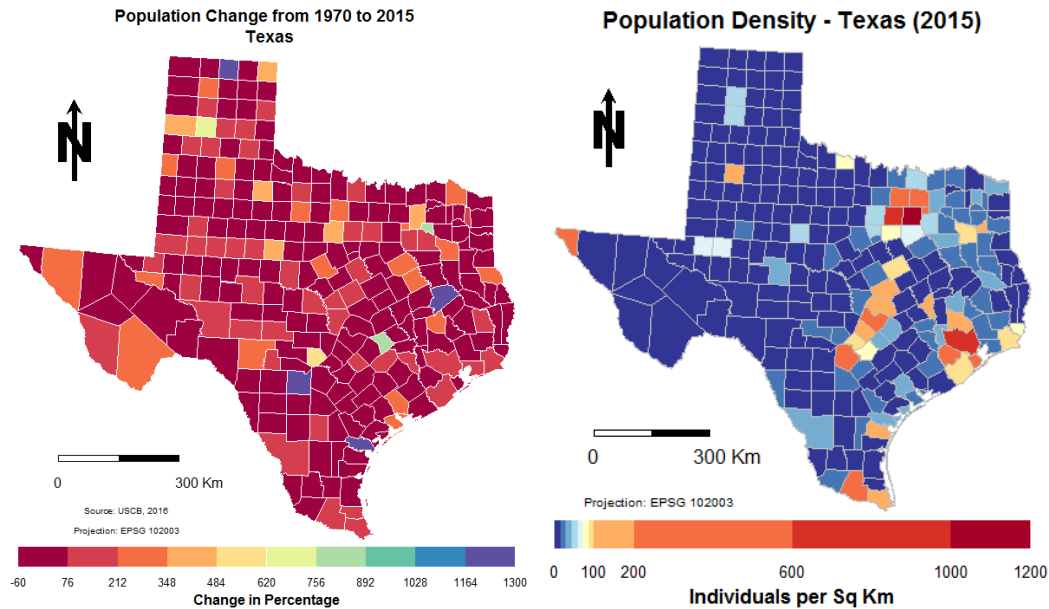 Population Change from 1970 to 2015
Texas
N
0 300 Km
Source: USCB, 2016
Projection: EPSG 102003
-60 76 212 348 484 620 756 892 1028 1164 1300
Change in Percentage
Population Density - Texas (2015)
N
0 300 Km
Projection: EPSG 102003
0 100 200 600 1000 1200
Individuals per Sq Km